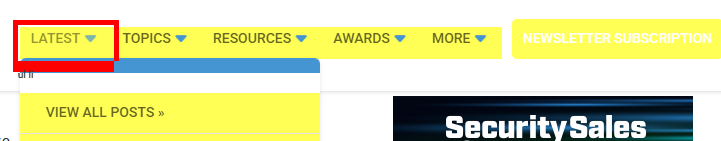 LATEST TOPICS RESOURCES AWARDS MORE NEWSLETTER SUBSCRIPTION
VIEW ALL POSTS »
SecuritySales